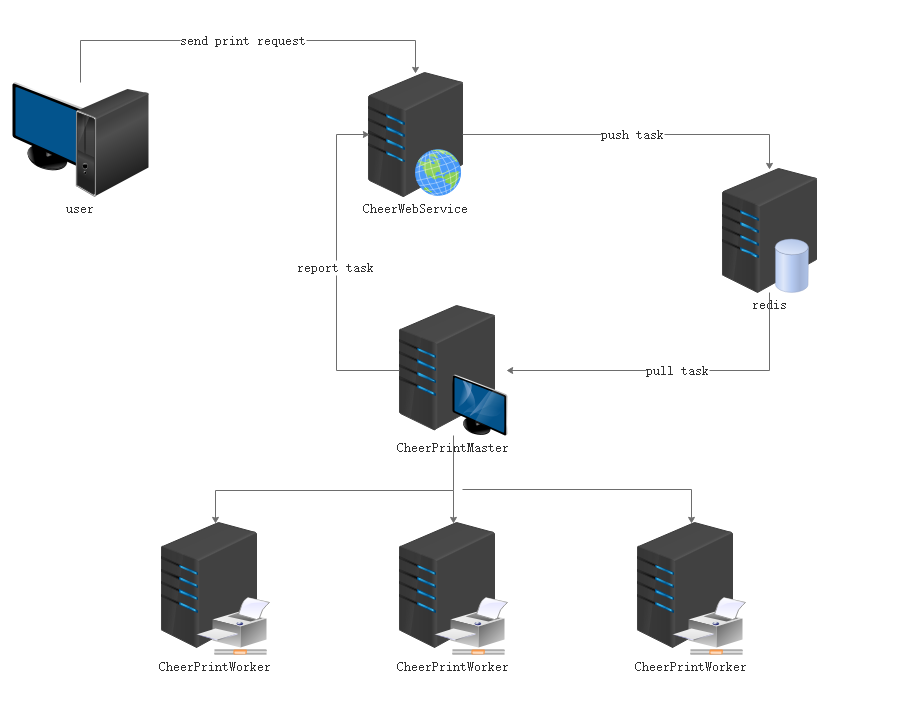 send print request
push task
user
CheerWebService
report task
redis
pull task
CheerPrintMaster
CheerPrintWorker
CheerPrintWorker
CheerPrintWorker